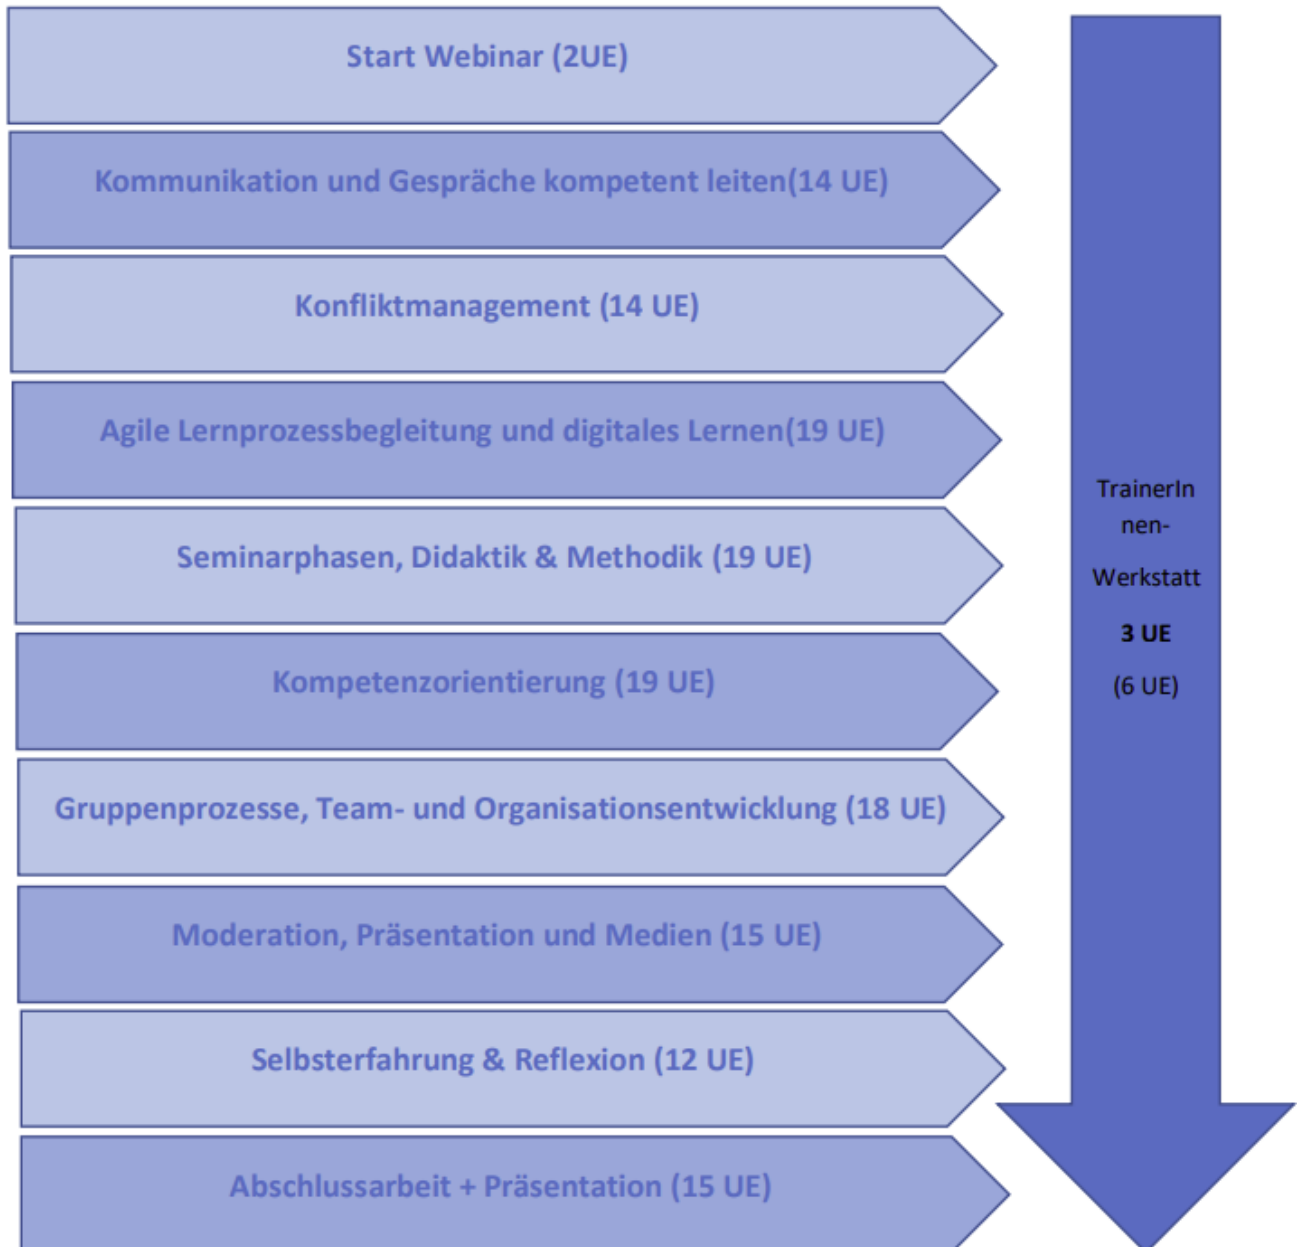 Start Webinar (2UE)
Kommunikation und Gespräche kompetent leiten(14 UE)
Konfliktmanagement (14 UE)
Agile Lernprozessbegleitung und digitales Lernen(19 UE)
Seminarphasen, Didaktik & Methodik (19 UE)
Kompetenzorientierung (19 UE)
Gruppenprozesse, Team- und Organisationsentwicklung (18 UE)
Moderation, Präsentation und Medien (15 UE)
Selbsterfahrung & Reflexion (12 UE)
Abschlussarbeit + Präsentation (15 UE)
TrainerIn
nen-
Werkstatt
3 UE
(6 UE)